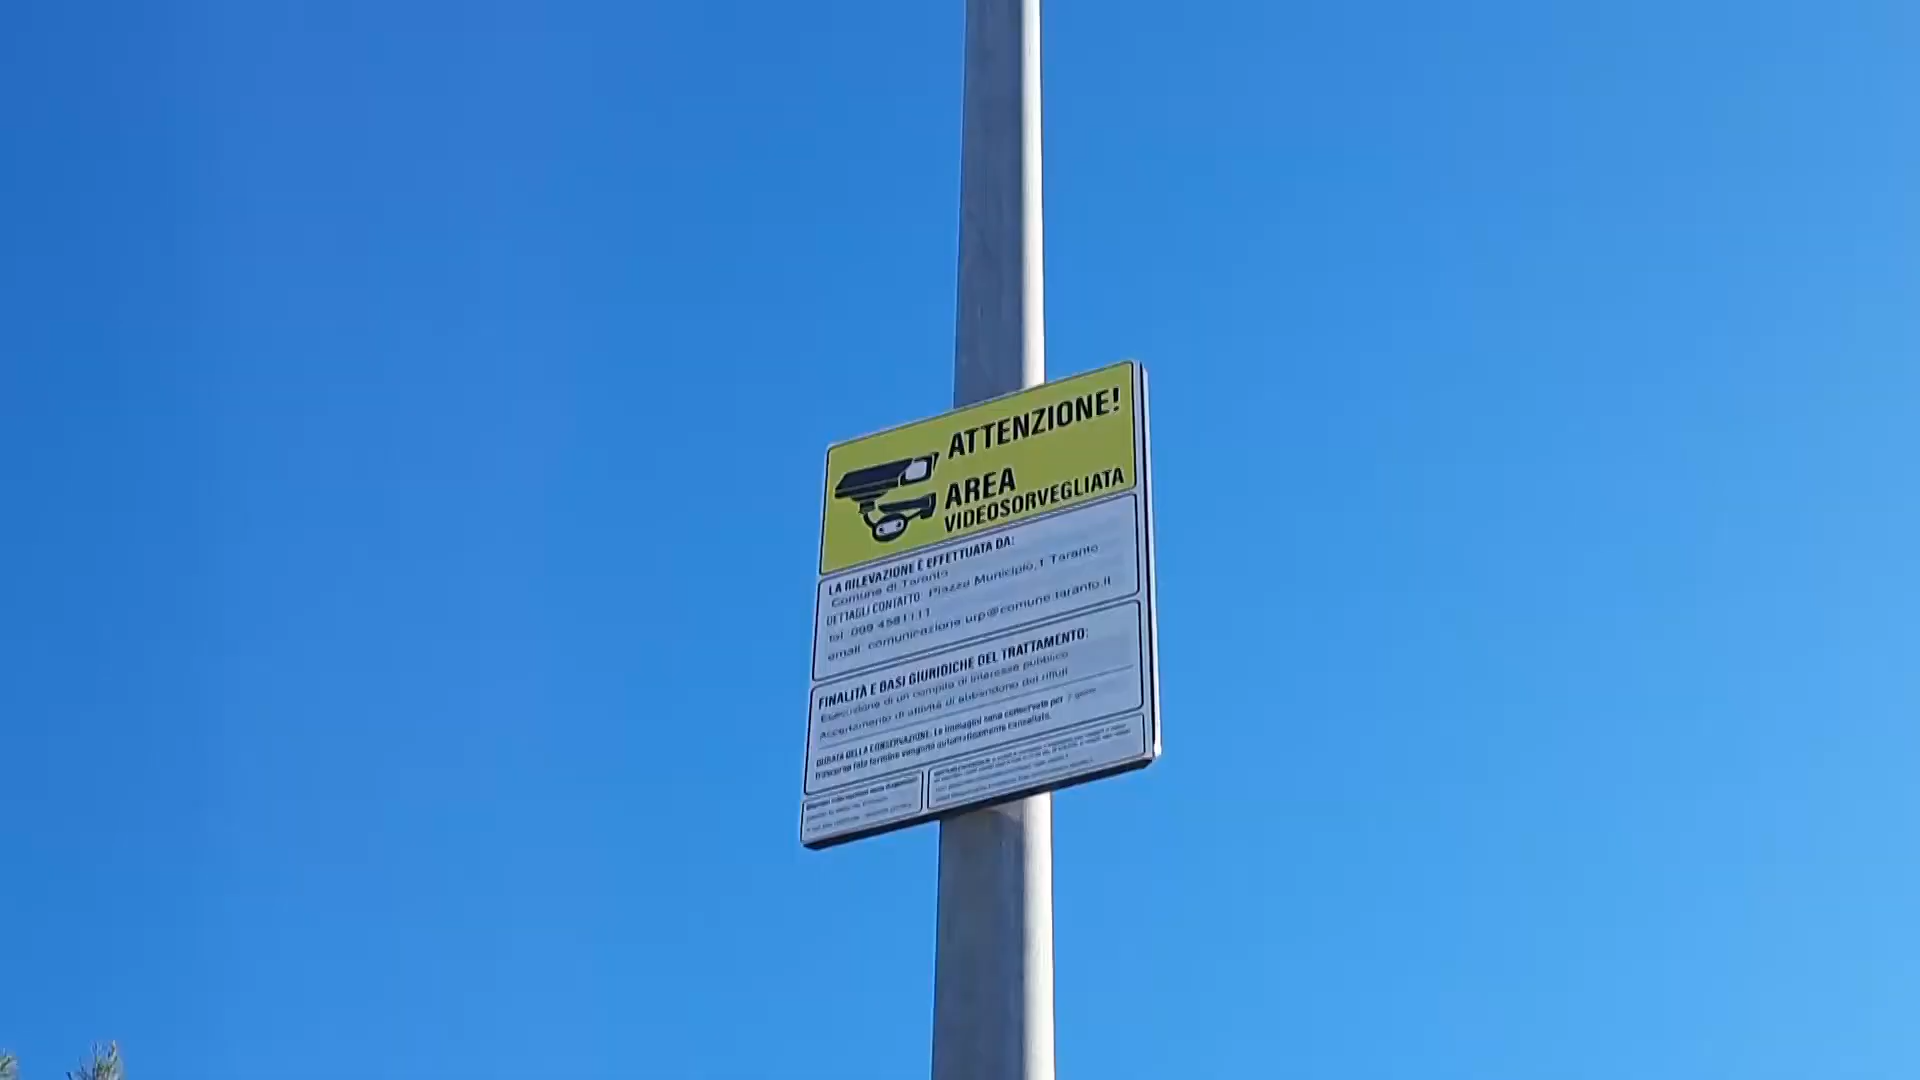 ATTENZIONE!
AREA
VIDEOSORVEGLIATA
LA RILEVAZIONE È EFFETTUATA DA:
Comune di Taranto
DETTAGLI CONTATTO: Piazza Municipio,1 Taranto
tel. 099 4581111
email: comunicazione.urp@comune.taranto.it
FINALITÀ E BASI GIURIDICHE DEL TRATTAMENTO:
Esecuzione di un compito di interesse pubblico
Accertamento di attività di abbandono dei rifiuti
DURATA DELLA CONSERVAZIONE: Le immagini sono conservate per 7 giorni
trascorso tale termine vengono automaticamente cancellate.